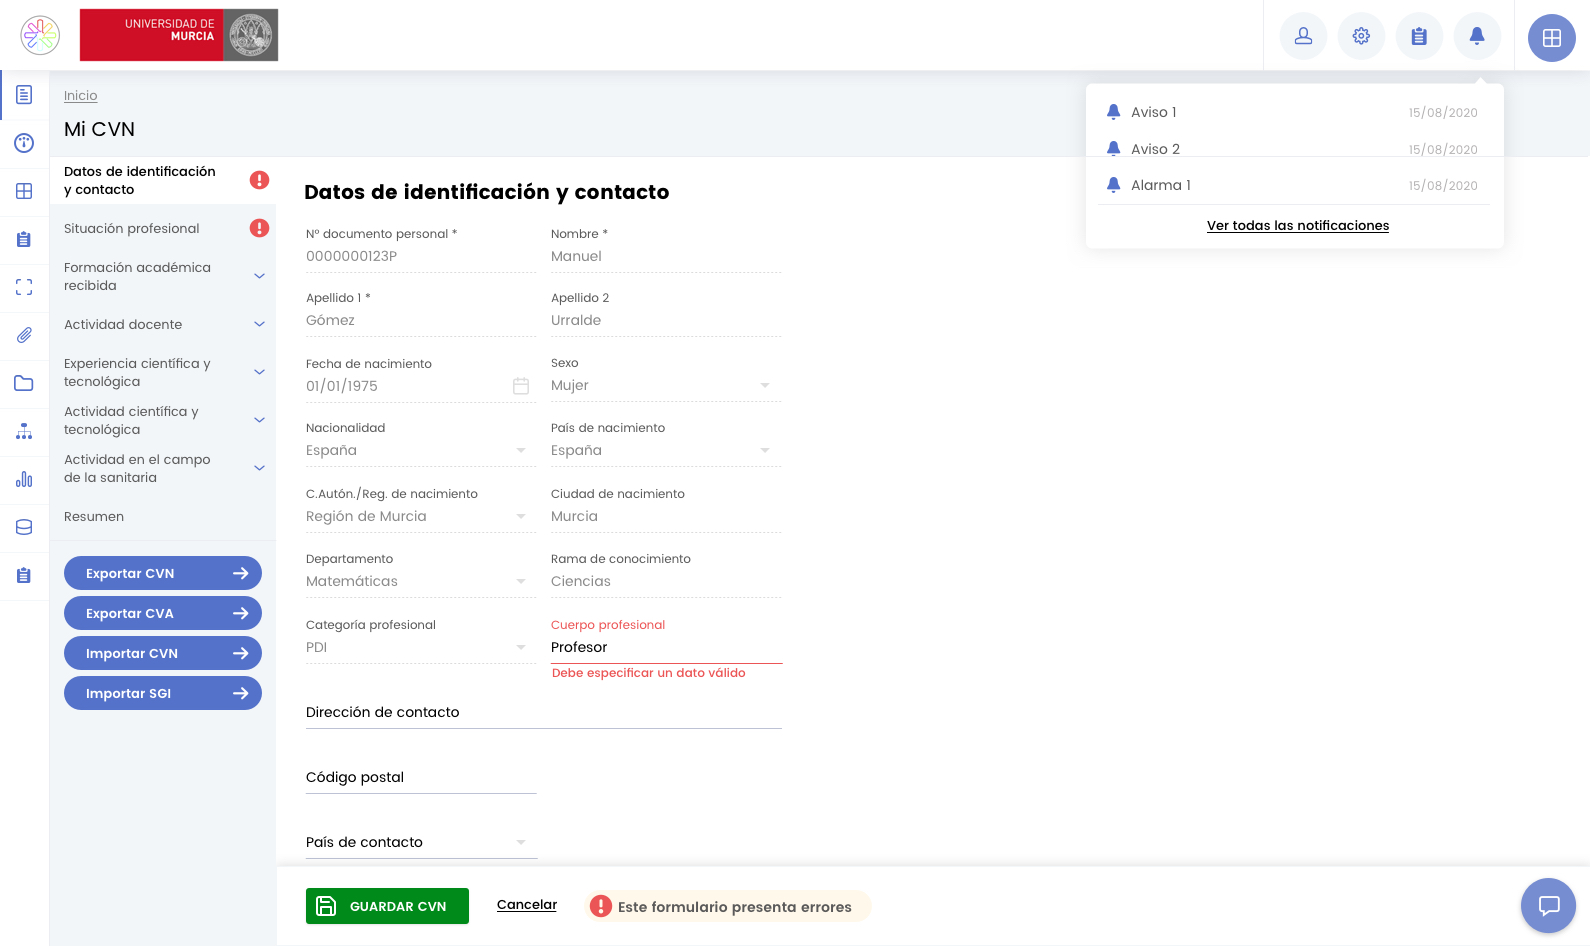 UNIVERSIDAD DE
MURCIA
Inicio
Mi CVN
Aviso 1 15/08/2020
Aviso 2 15/08/2020
Alarma 1 15/08/2020
Ver todas las notificaciones
Datos de identificación
y contacto
Situación profesional
Formación académica
recibida
Actividad docente
Experiencia científica y
tecnológica
Actividad científica y
tecnológica
Actividad en el campo
de la sanitaria
Resumen
Exportar CVN
Exportar CVA
Importar CVN
Importar SGI
Datos de identificación y contacto
Nº documento personal * Nombre *
0000000123P Manuel
Apellido 1 * Apellido 2
Gómez Urralde
Fecha de nacimiento Sexo
01/01/1975 Mujer
Nacionalidad País de nacimiento
España España
C.Autón./Reg. de nacimiento Ciudad de nacimiento
Región de Murcia Murcia
Departamento Rama de conocimiento
Matemáticas Ciencias
Categoría profesional Cuerpo profesional
PDI Profesor
Debe especificar un dato válido
Dirección de contacto
Código postal
País de contacto
GUARDAR CVN Cancelar Este formulario presenta errores